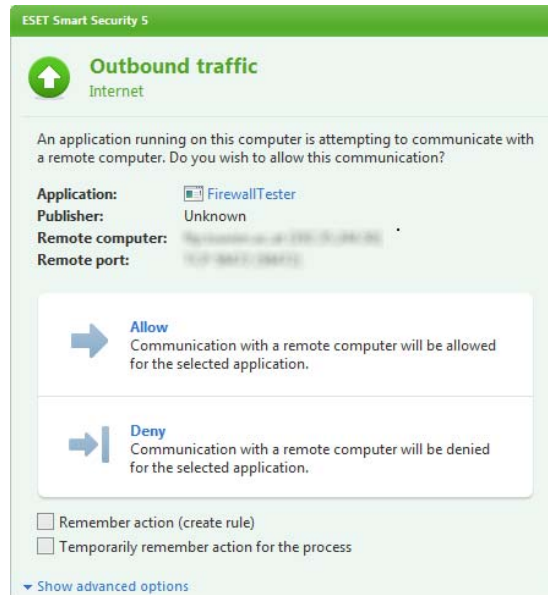 ESET Smart Security 5
Outbound traffic
Internet
An application running on this computer is attempting to communicate with
a remote computer. Do you wish to allow this communication?
Application: FirewallTester
Publisher: Unknown
Remote computer:
Remote port:
Allow
Communication with a remote computer will be allowed
for the selected application.
Deny
Communication with a remote computer will be denied
for the selected application.
Remember action (create rule)
Temporarily remember action for the process
Show advanced options